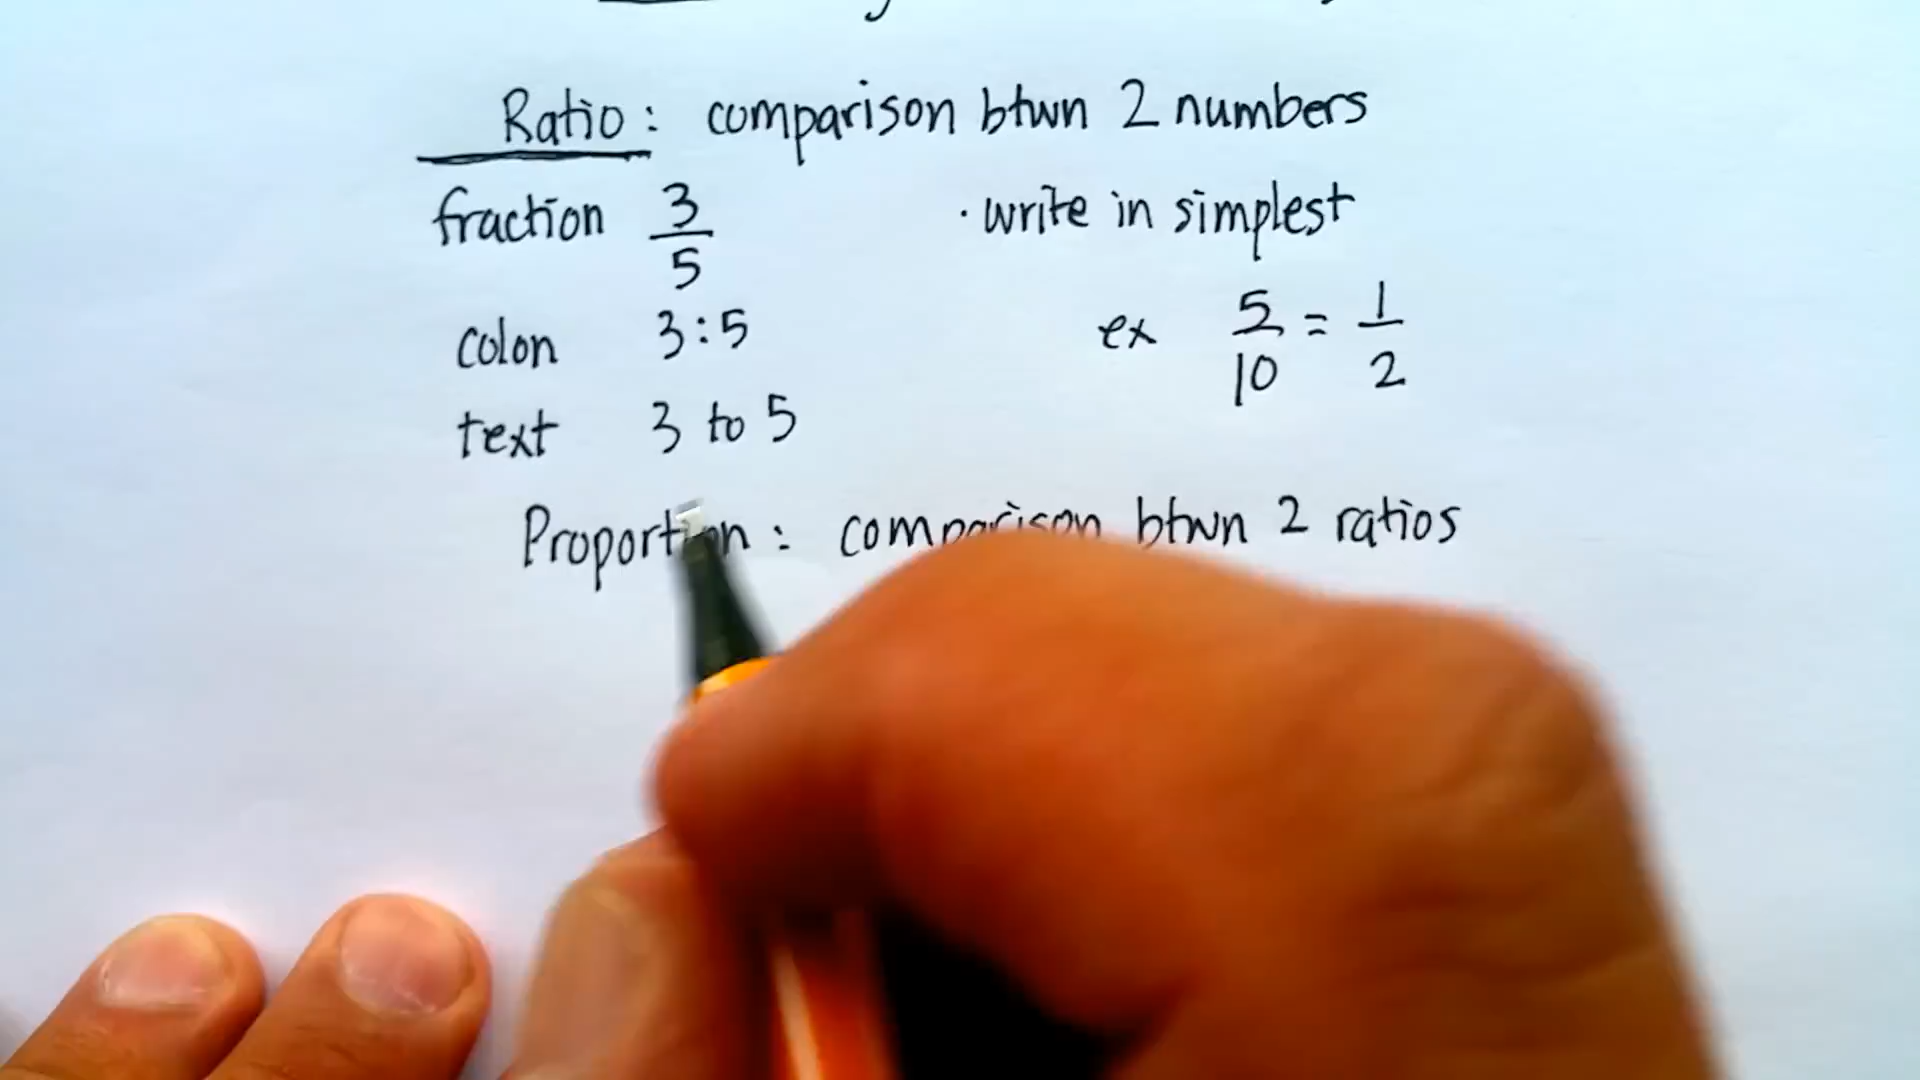 Ratio: comparison btwn 2 numbers
fraction 3/5
· write in simplest
colon 3:5
ex 5/10 = 1/2
text 3 to 5
Proportion: comparison btwn 2 ratios